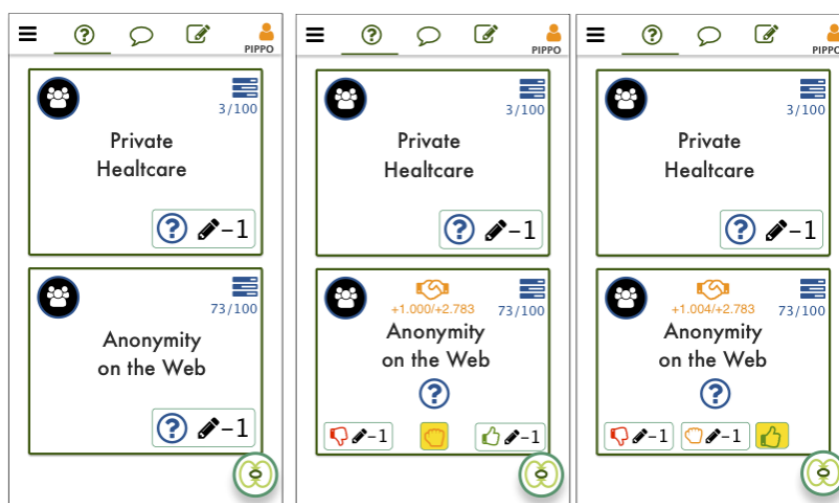 PIPPO
3/100
Private
Healtcare
-1
73/100
Anonymity
on the Web
-1
PIPPO
3/100
Private
Healtcare
-1
+1.000/+2.783
73/100
Anonymity
on the Web
-1
-1
PIPPO
3/100
Private
Healtcare
-1
+1.004/+2.783
73/100
Anonymity
on the Web
-1
-1